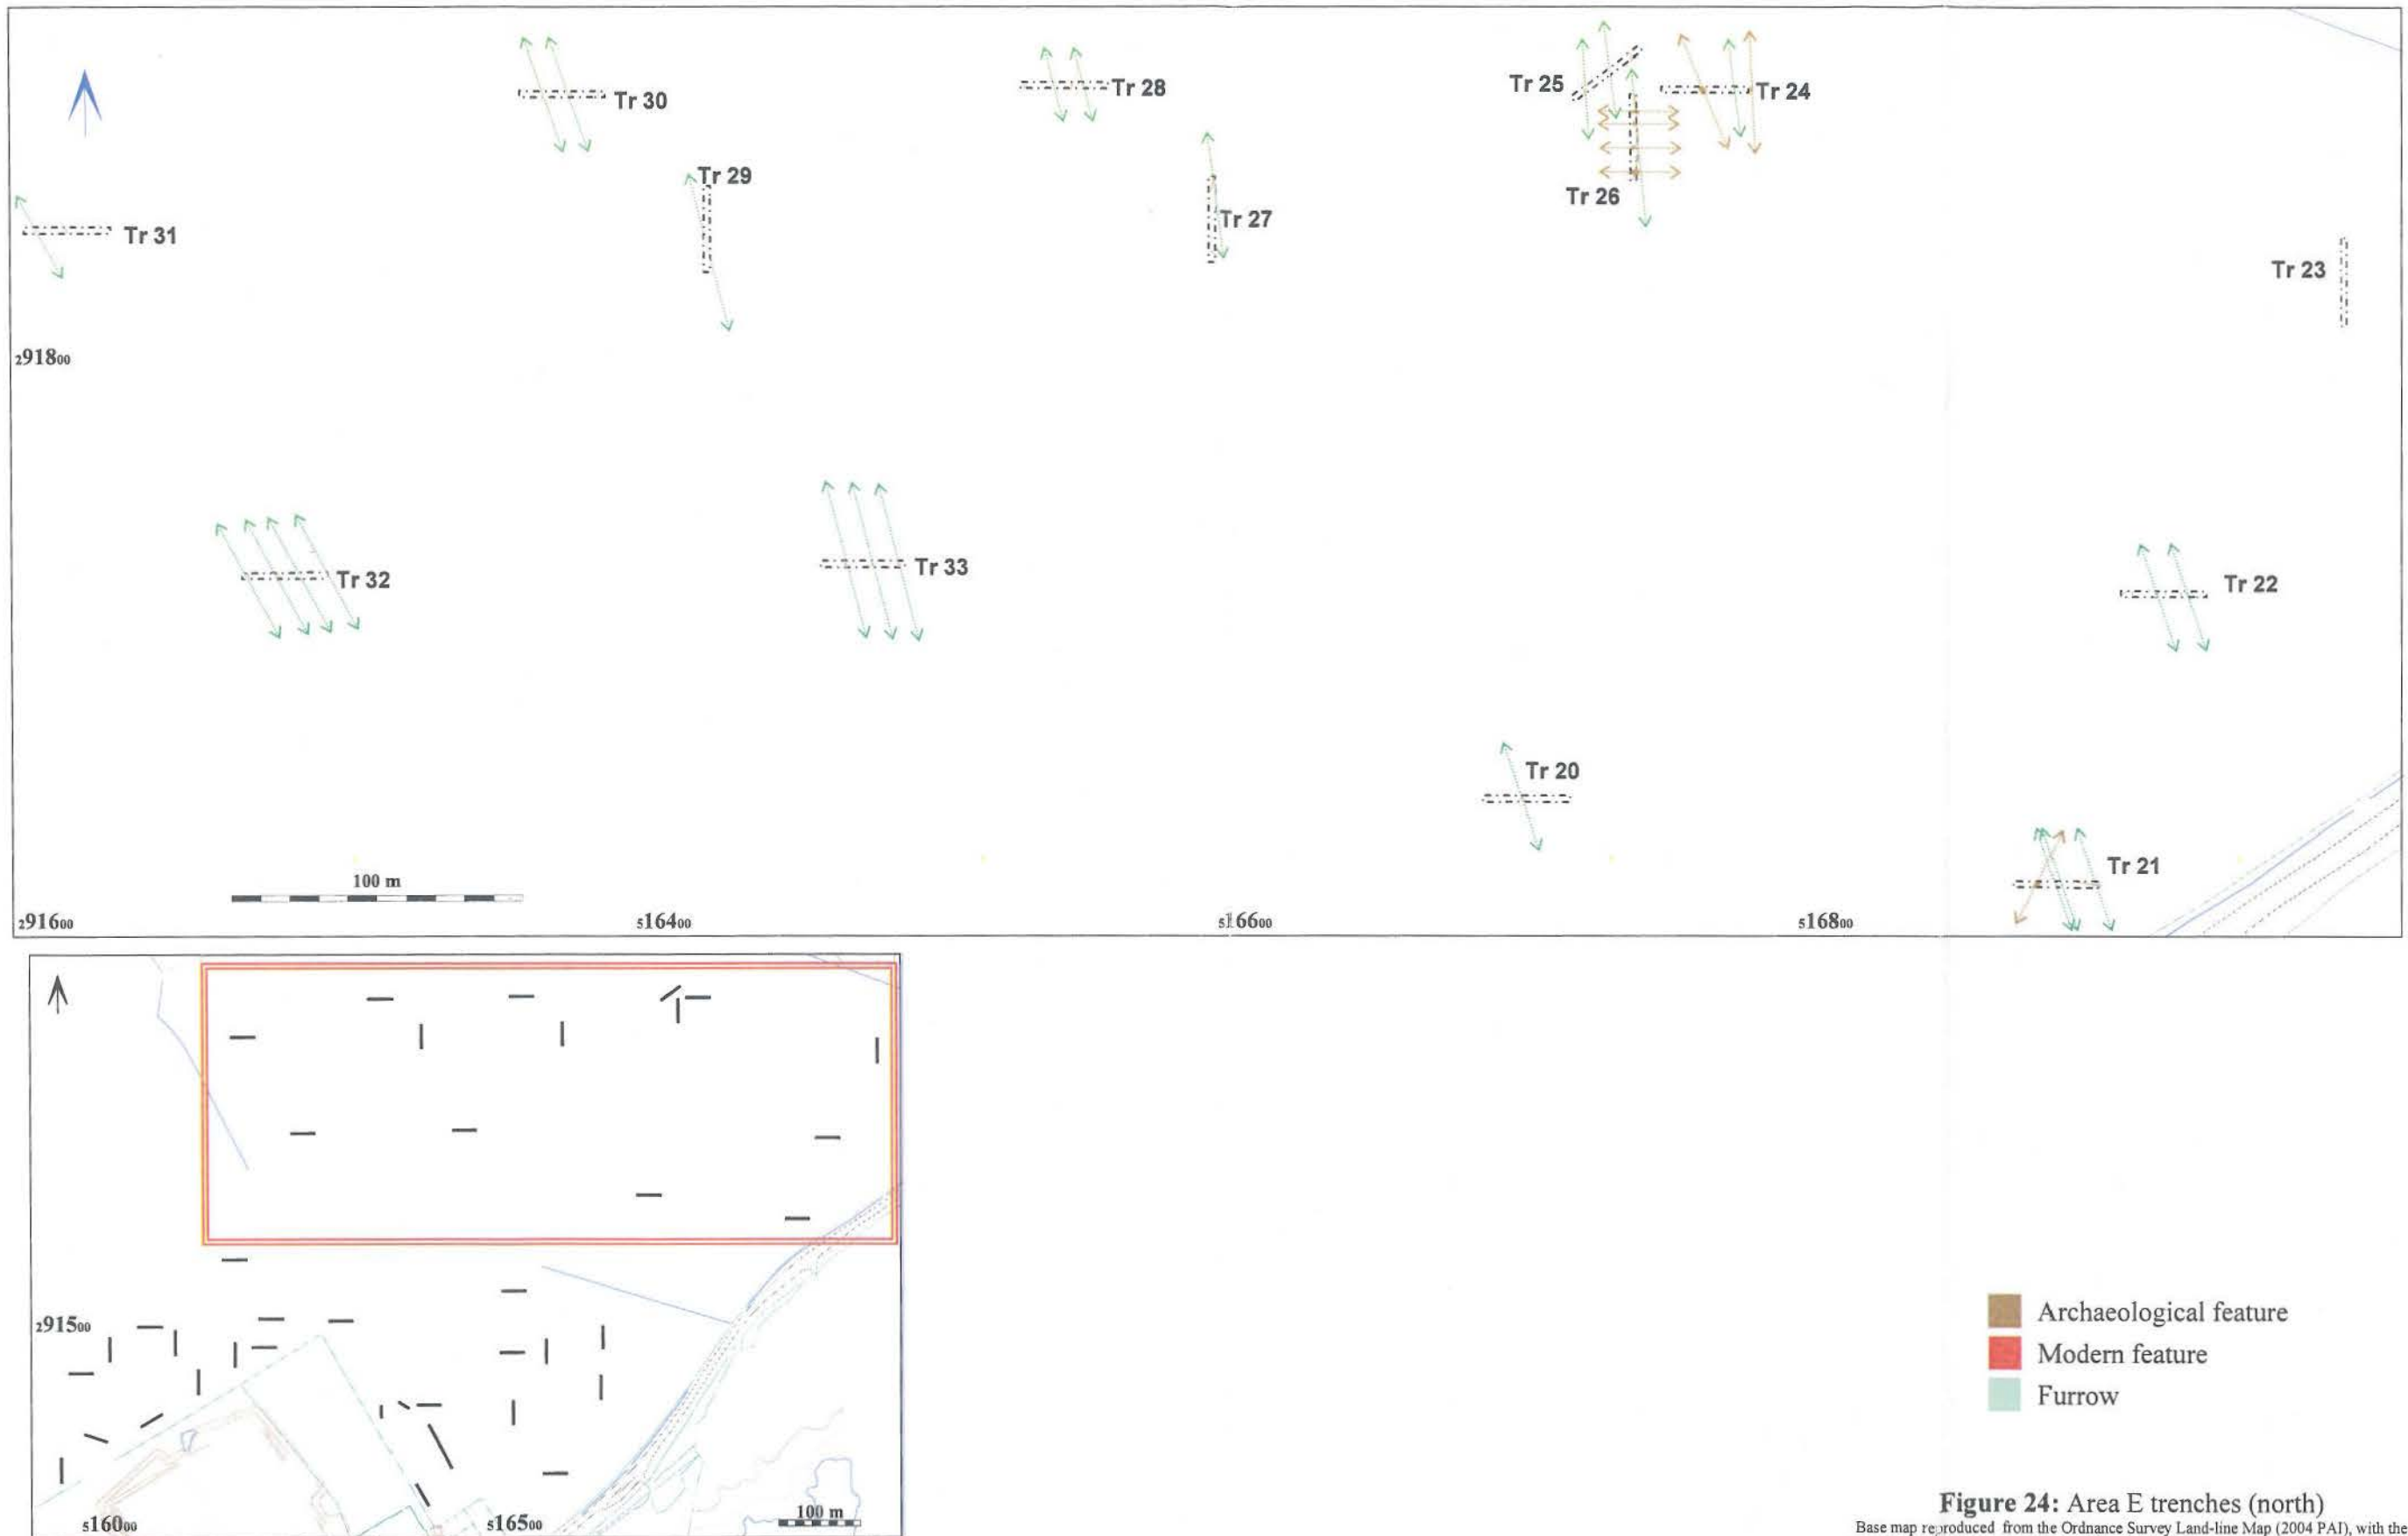 Tr 30
Tr 28
Tr 25
Tr 24
Tr 29
Tr 26
Tr 27
Tr 31
Tr 23
291800
Tr 32
Tr 33
Tr 22
Tr 20
Tr 21
100 m
291600
516400
516600
516800
291500
516000
516500
100 m
Archaeological feature
Modern feature
Furrow
Figure 24: Area E trenches (north)
Base map reproduced from the Ordnance Survey Land-line Map (2004 PAI), with the